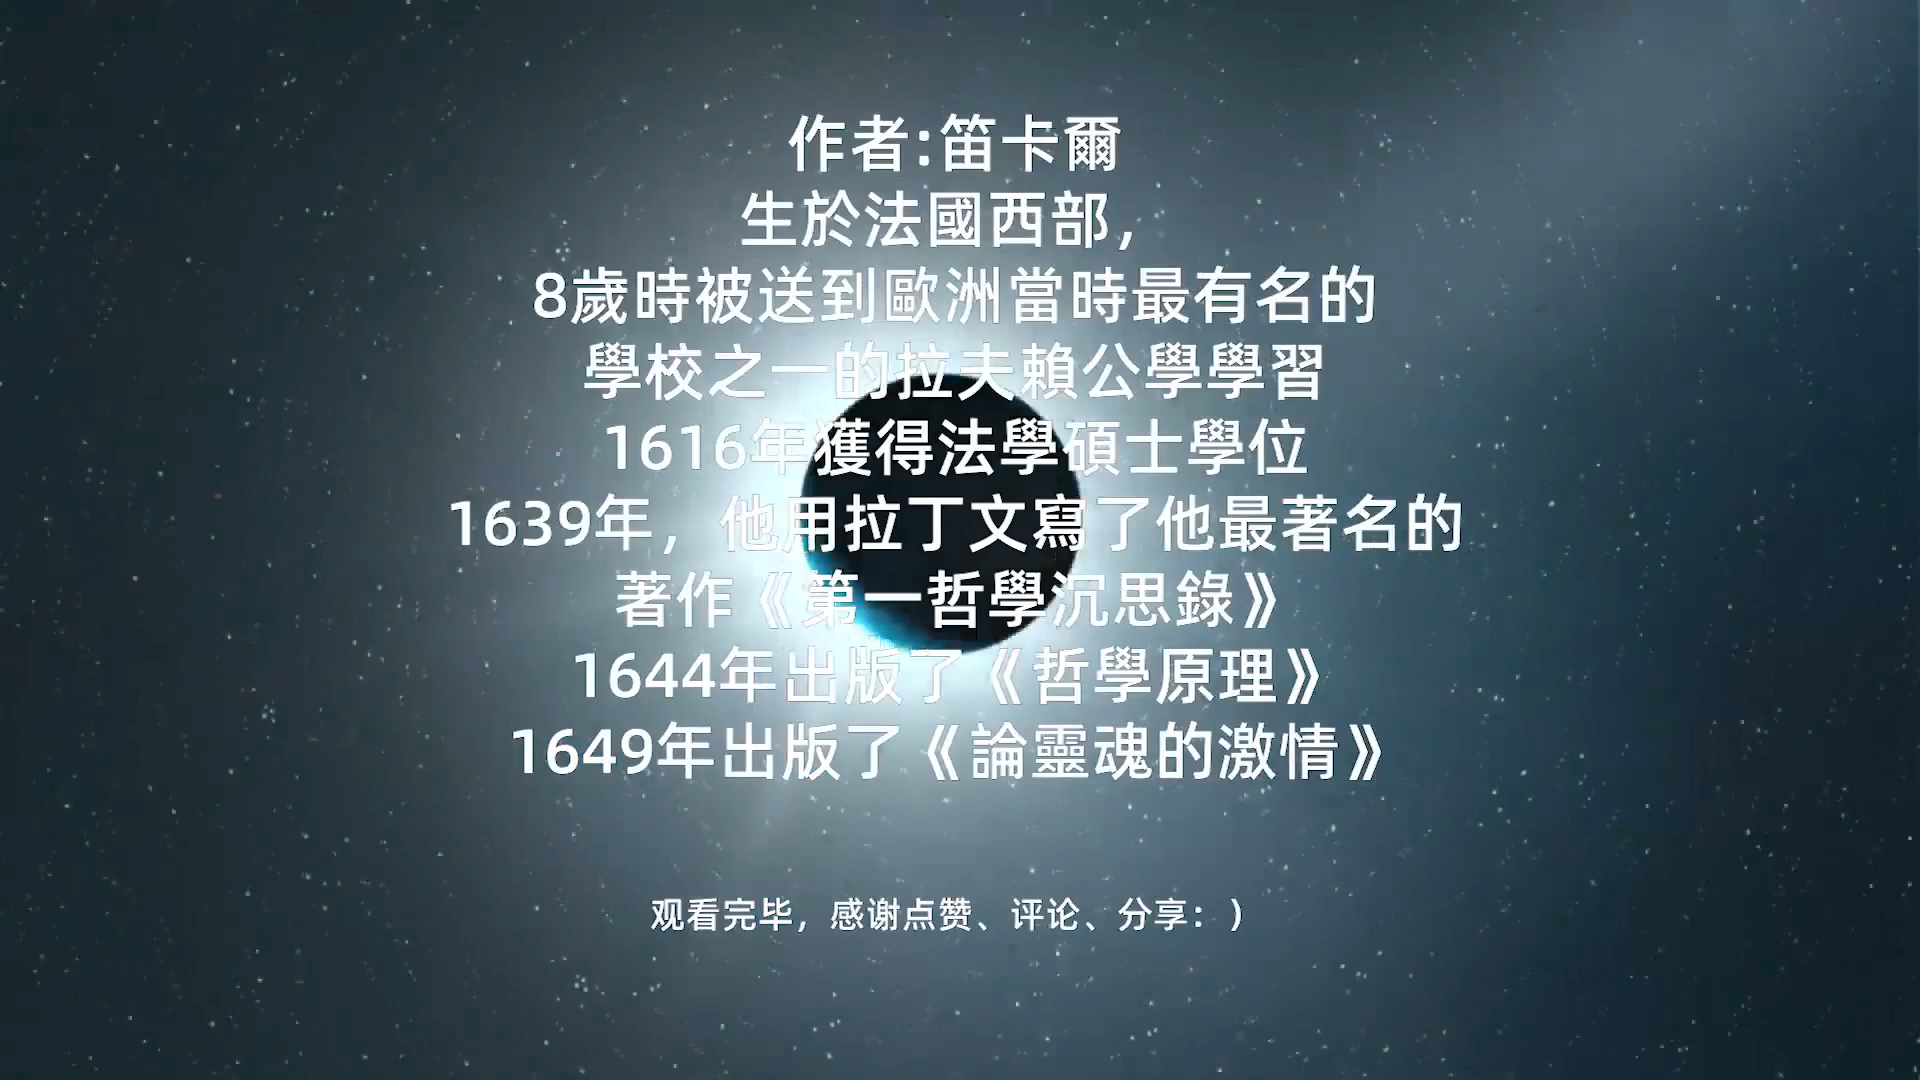 作者:笛卡爾
生於法國西部，
8歲時被送到歐洲當時最有名的
學校之一的拉夫賴公學學習
1616年獲得法學碩士學位
1639年，他用拉丁文寫了他最著名的
著作《第一哲學沉思錄》
1644年出版了《哲學原理》
1649年出版了《論靈魂的激情》
观看完毕，感谢点赞、评论、分享：）